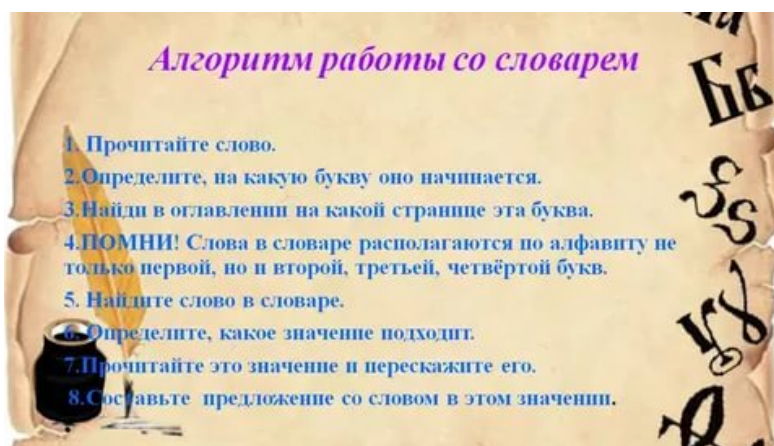 Алгоритм работы со словарем
1. Прочитайте слово.
2.Определите, на какую букву оно начинается.
3.Найди в оглавлении на какой странице эта буква.
4.ПОМНИ! Слова в словаре располагаются по алфавиту не
только первой, но и второй, третьей, четвёртой букв.
5. Найдите слово в словаре.
6. Определите, какое значение подходит.
7.Прочитайте это значение и перескажите его.
8.Составьте предложение со словом в этом значении.
Бв